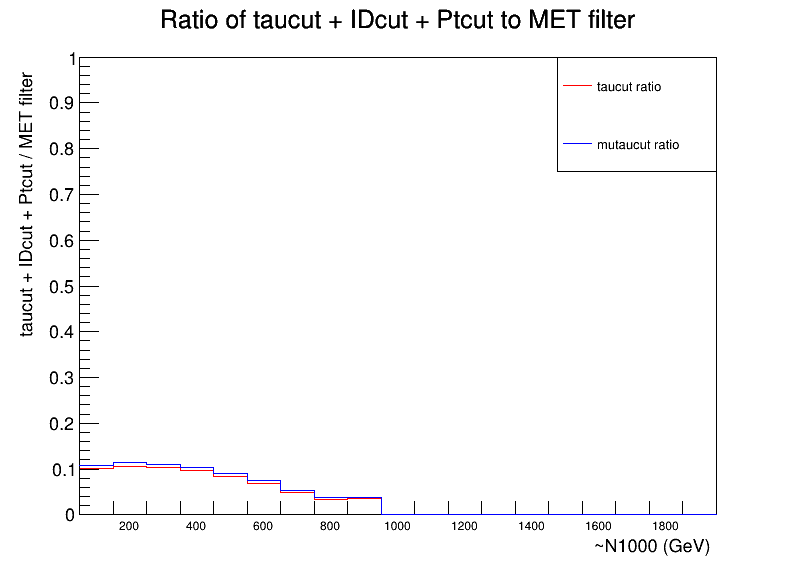 Ratio of taucut + IDcut + Ptcut to MET filter
taucut + IDcut + Ptcut / MET filter
1
0.9
0.8
0.7
0.6
0.5
0.4
0.3
0.2
0.1
0
taucut ratio
mutaucut ratio
200 400 600 800 1000 1200 1400 1600 1800
~N1000 (GeV)